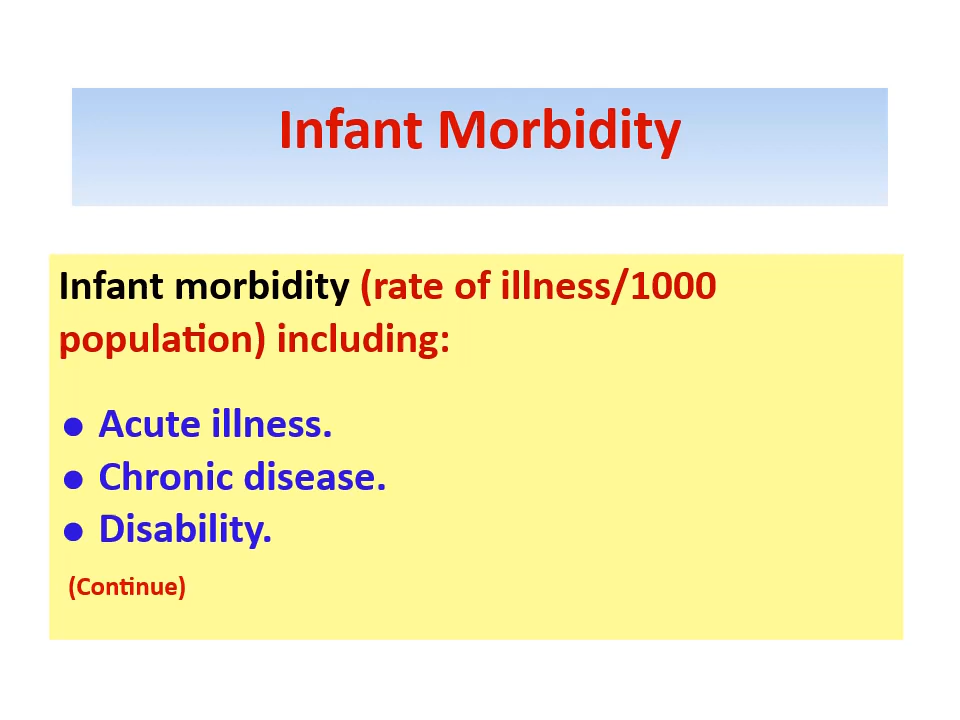 Infant Morbidity
Infant morbidity (rate of illness/1000
population) including:
● Acute illness.
● Chronic disease.
● Disability.
(Continue)